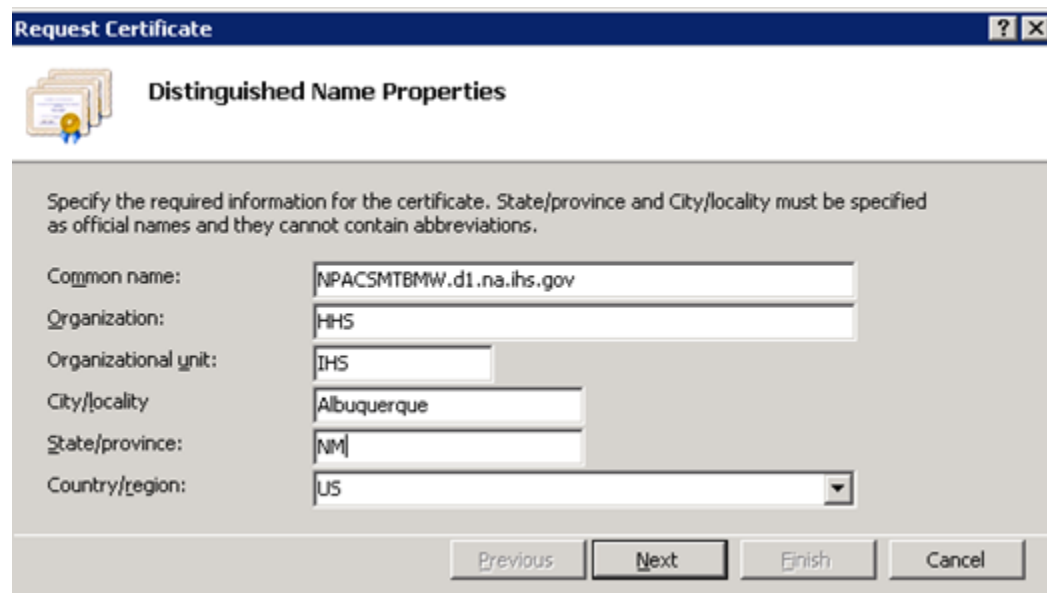 Request Certificate
Distinguished Name Properties
Specify the required information for the certificate. State/province and City/locality must be specified
as official names and they cannot contain abbreviations.
Common name: NPACSMTBMW.d1.na.ihs.gov
Organization: HHS
Organizational unit: IHS
City/locality Albuquerque
State/province: NM
Country/region: US
Previous Next Finish Cancel